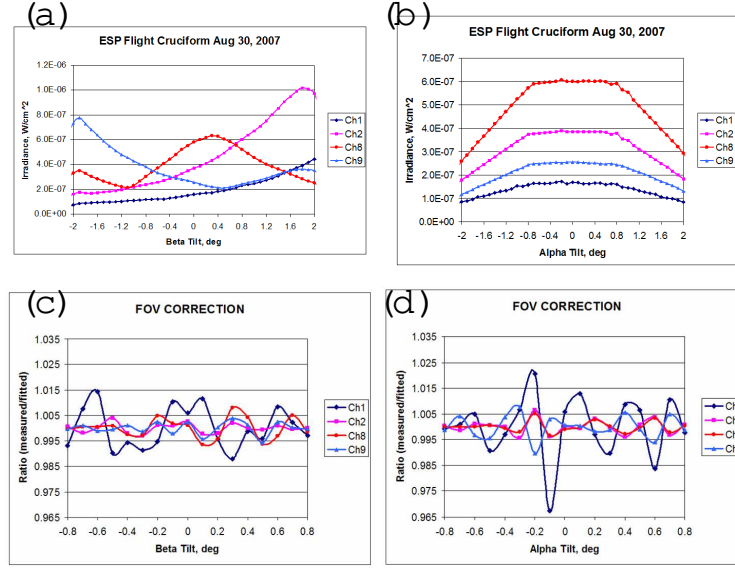 (a)
ESP Flight Cruciform Aug 30, 2007
Irradiance, W/cm^2
1.2E-06
1.0E-06
8.0E-07
6.0E-07
4.0E-07
2.0E-07
0.0E+00
-2 -1.6 -1.2 -0.8 -0.4 0 0.4 0.8 1.2 1.6 2
Beta Tilt, deg
Ch1
Ch2
Ch8
Ch9
(b)
ESP Flight Cruciform Aug 30, 2007
Irradiance, W/cm^2
7.0E-07
6.0E-07
5.0E-07
4.0E-07
3.0E-07
2.0E-07
1.0E-07
0.0E+00
-2 -1.6 -1.2 -0.8 -0.4 0 0.4 0.8 1.2 1.6 2
Alpha Tilt, deg
Ch1
Ch2
Ch8
Ch9
(c)
FOV CORRECTION
Ratio (measured/fitted)
1.035
1.025
1.015
1.005
0.995
0.985
0.975
0.965
-0.8 -0.6 -0.4 -0.2 0 0.2 0.4 0.6 0.8
Beta Tilt, deg
Ch1
Ch2
Ch8
Ch9
(d)
FOV CORRECTION
Ratio (measured/fitted)
1.035
1.025
1.015
1.005
0.995
0.985
0.975
0.965
-0.8 -0.6 -0.4 -0.2 0 0.2 0.4 0.6 0.8
Alpha Tilt, deg
Ch
Ch
Ch
Ch